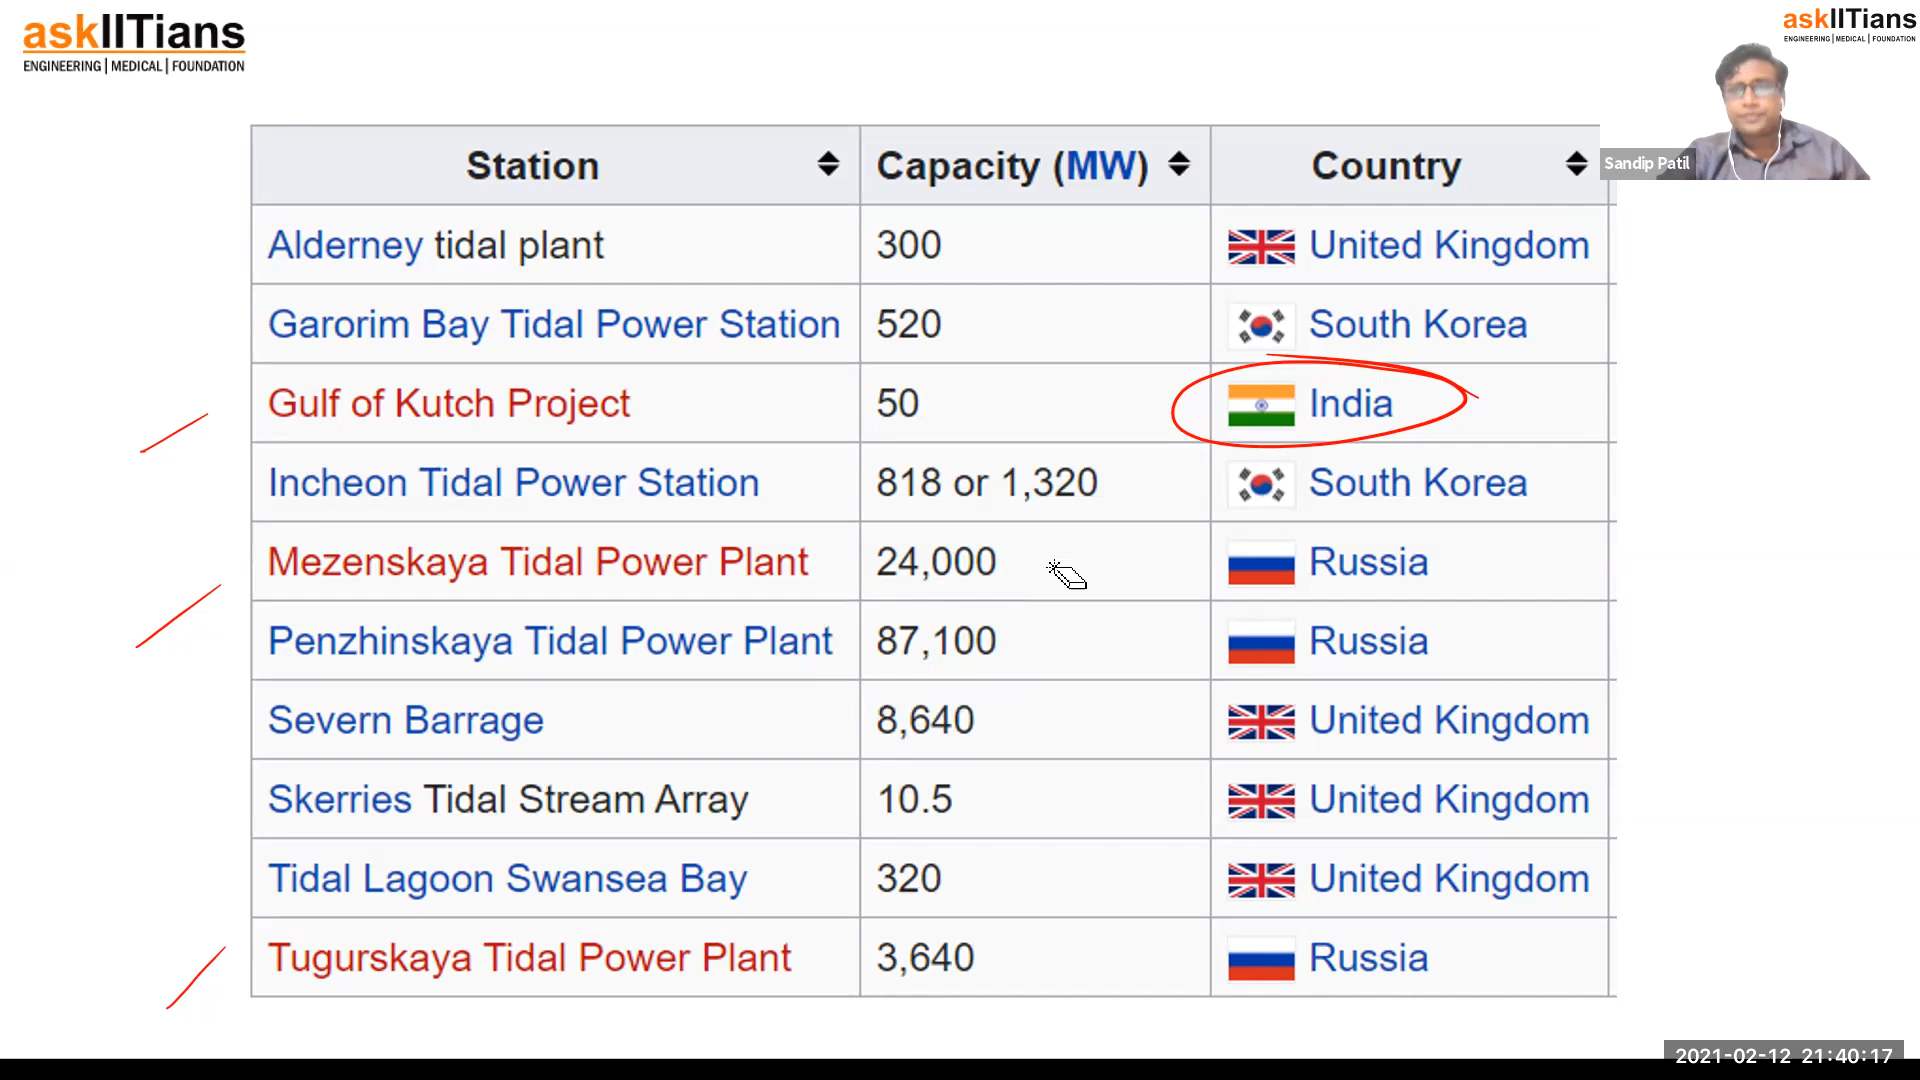 askIITians
ENGINEERING | MEDICAL | FOUNDATION
askIITians
ENGINEERING | MEDICAL | FOUNDATION
Sandip Patil
Station Capacity (MW) Country
Alderney tidal plant 300 United Kingdom
Garorim Bay Tidal Power Station 520 South Korea
Gulf of Kutch Project 50 India
Incheon Tidal Power Station 818 or 1,320 South Korea
Mezenskaya Tidal Power Plant 24,000 Russia
Penzhinskaya Tidal Power Plant 87,100 Russia
Severn Barrage 8,640 United Kingdom
Skerries Tidal Stream Array 10.5 United Kingdom
Tidal Lagoon Swansea Bay 320 United Kingdom
Tugurskaya Tidal Power Plant 3,640 Russia
2021-02-12 21:40:17